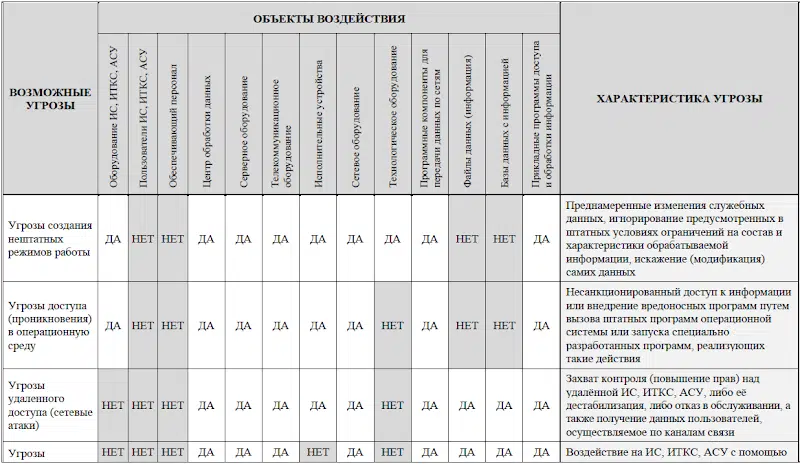 ВОЗМОЖНЫЕ
УГРОЗЫ
ОБЪЕКТЫ ВОЗДЕЙСТВИЯ
ХАРАКТЕРИСТИКА УГРОЗЫ
Оборудование ИС, ИТКС, АСУ
Пользователи ИС, ИТКС, АСУ
Обеспечивающий персонал
Центр обработки данных
Серверное оборудование
Телекоммуникационное
оборудование
Исполнительные устройства
Сетевое оборудование
Технологическое оборудование
Программные компоненты для
передачи данных по сетям
Файлы данных (информация)
Базы данных с информацией
Прикладные программы доступа
и обработки информации
Угрозы создания
нештатных
режимов работы
ДА НЕТ НЕТ ДА ДА ДА ДА ДА ДА ДА НЕТ НЕТ ДА
Преднамеренные изменения служебных
данных, игнорирование предусмотренных в
штатных условиях ограничений на состав и
характеристики обрабатываемой
информации, искажение (модификация)
самих данных
Угрозы доступа
(проникновения)
в операционную
среду
ДА НЕТ НЕТ ДА ДА ДА ДА ДА НЕТ ДА НЕТ НЕТ ДА
Несанкционированный доступ к информации
или внедрение вредоносных программ путем
вызова штатных программ операционной
системы или запуска специально
разработанных программ, реализующих
такие действия
Угрозы
удаленного
доступа (сетевые
атаки)
НЕТ НЕТ НЕТ ДА ДА ДА ДА ДА НЕТ ДА ДА ДА ДА
Захват контроля (повышение прав) над
удалённой ИС, ИТКС, АСУ, либо её
дестабилизация, либо отказ в обслуживании, а
также получение данных пользователей,
осуществляемое по каналам связи
Угрозы
НЕТ НЕТ НЕТ ДА ДА ДА НЕТ ДА НЕТ ДА ДА ДА ДА
Воздействие на ИС, ИТКС, АСУ с помощью